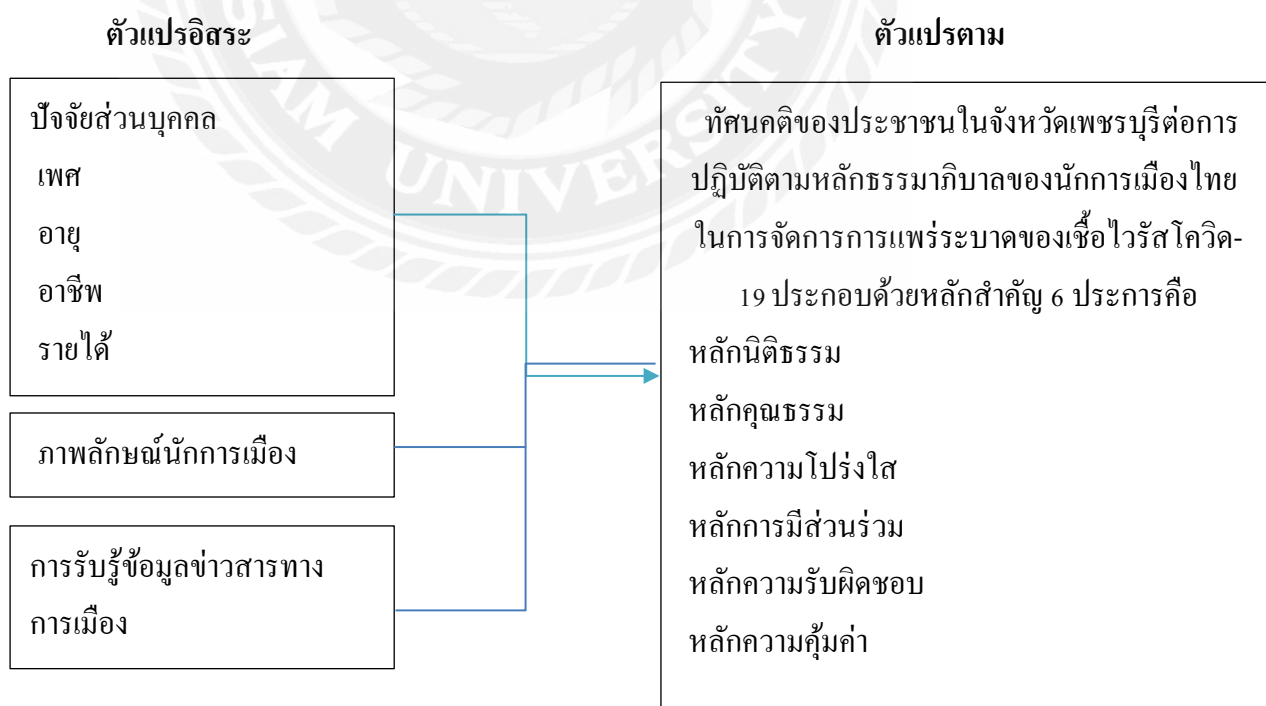 ตัวแปรอิสระ
ตัวแปรตาม
ปัจจัยส่วนบุคคล
เพศ
อายุ
อาชีพ
รายได้
ภาพลักษณ์นักการเมือง
การรับรู้ข้อมูลข่าวสารทาง
การเมือง
ทัศนคติของประชาชนในจังหวัดเพชรบุรีต่อการ
ปฏิบัติตามหลักธรรมาภิบาลของนักการเมืองไทย
ในการจัดการการแพร่ระบาดของเชื้อไวรัสโควิด-
19 ประกอบด้วยหลักสำคัญ 6 ประการคือ
หลักนิติธรรม
หลักคุณธรรม
หลักความโปร่งใส
หลักการมีส่วนร่วม
หลักความรับผิดชอบ
หลักความคุ้มค่า
SIAM UNIVERSITY